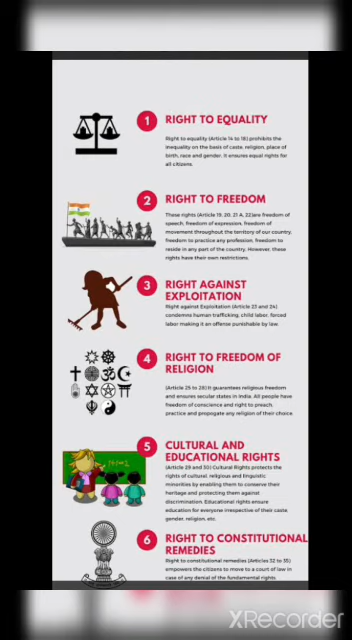 1 RIGHT TO EQUALITY
Right to equality (Article 14 to 18) prohibits the
inequality on the basis of caste, religion, place of
birth, race and gender. It ensures equal rights for
all citizens.
2 RIGHT TO FREEDOM
These rights (Article 19, 20, 21 A, 22)are freedom of
speech, freedom of expression, freedom of
movement throughout the territory of our country,
freedom to practice any profession, freedom to
reside in any part of the country. However, these
rights have their own restrictions.
3 RIGHT AGAINST
EXPLOITATION
Right against Exploitation (Article 23 and 24)
condemns human trafficking, child labor, forced
labor making it an offense punishable by law.
4 RIGHT TO FREEDOM OF
RELIGION
(Article 25 to 28) It guarantees religious freedom
and ensures secular states in India. All people have
freedom of conscience and right to preach,
practice and propogate any religion of their choice
5 CULTURAL AND
EDUCATIONAL RIGHTS
(Article 29 and 30) Cultural Rights protects the
rights of cultural, religious and linguistic
minorities by enabling them to conserve their
heritage and protecting them against
discrimination. Educational rights ensure
education for everyone irrespective of their caste,
gender, religion, etc.
6 RIGHT TO CONSTITUTIONAL
REMEDIES
Right to constitutional remedies (Articles 32 to 35)
empowers the citizens to move to a court of law in
case of any denial of the fundamental rights
XRecorder